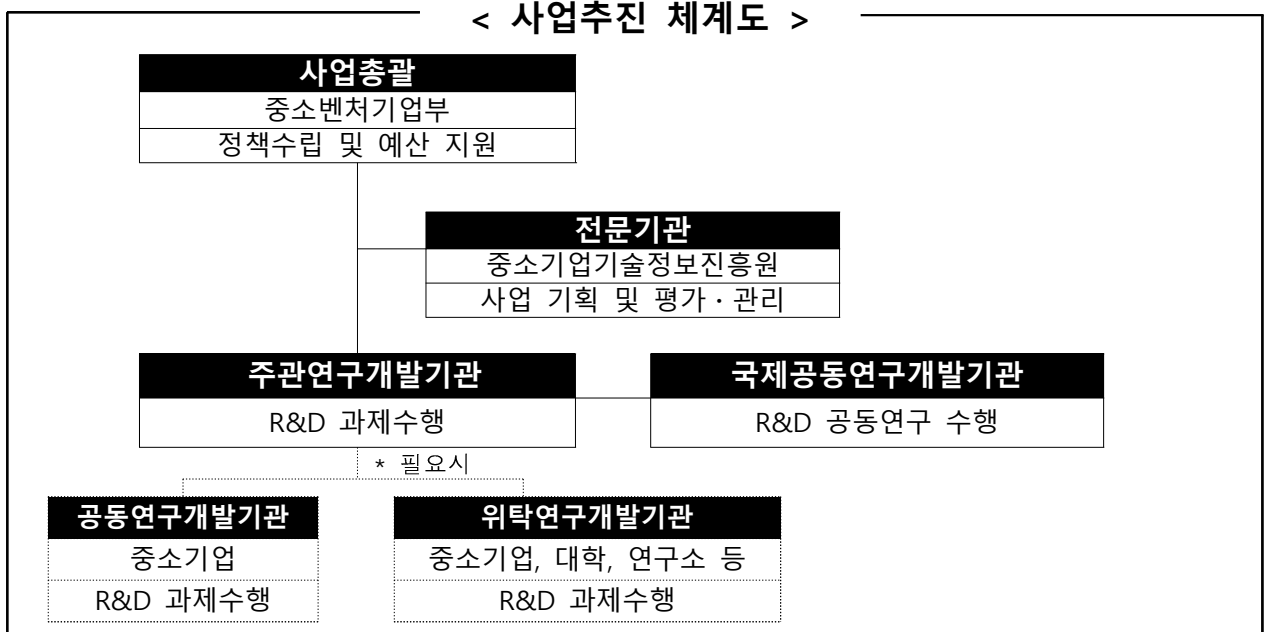 < 사업추진 체계도 >
사업총괄
중소벤처기업부
정책수립 및 예산 지원
전문기관
중소기업기술정보진흥원
사업 기획 및 평가·관리
주관연구개발기관
R&D 과제수행
국제공동연구개발기관
R&D 공동연구 수행
* 필요시
공동연구개발기관
중소기업
R&D 과제수행
위탁연구개발기관
중소기업, 대학, 연구소 등
R&D 과제수행